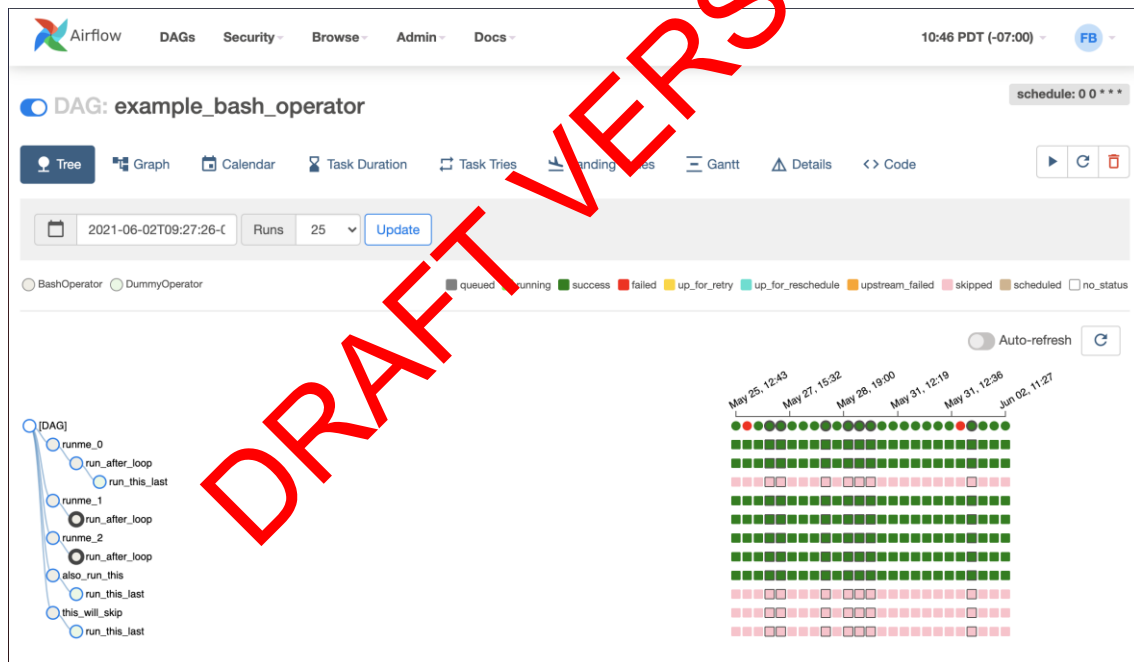 Airflow DAGs Security Browse Admin Docs 10:46 PDT (-07:00) FB
DAG: example_bash_operator schedule: 0 0 * * *
Tree Graph Calendar Task Duration Task Tries Gantt Details Code
2021-06-02T09:27:26-0 Runs 25 Update
BashOperator DummyOperator queued running success failed up_for_retry up_for_reschedule upstream_failed skipped scheduled no_status
Auto-refresh
May 25, 12:43 May 27, 15:32 May 28, 19:00 May 31, 12:19 May 31, 12:36 Jun 02, 11:27
[DAG]
runme_0
run_after_loop
run_this_last
runme_1
run_after_loop
runme_2
run_after_loop
also_run_this
run_this_last
this_will_skip
run_this_last
DRAFT VERS